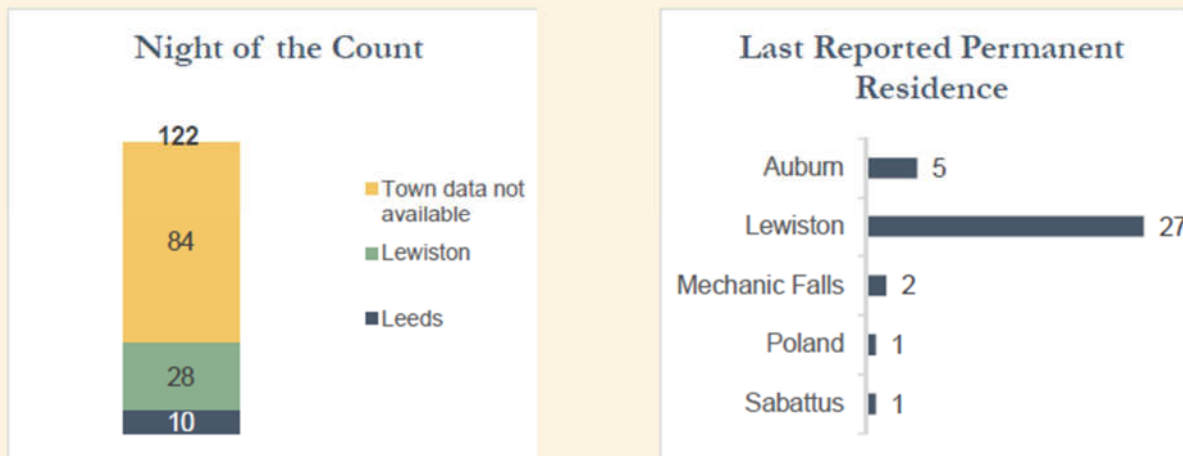 Night of the Count
122
84
28
10
Town data not
available
Lewiston
Leeds
Last Reported Permanent
Residence
Auburn 5
Lewiston 27
Mechanic Falls 2
Poland 1
Sabattus 1